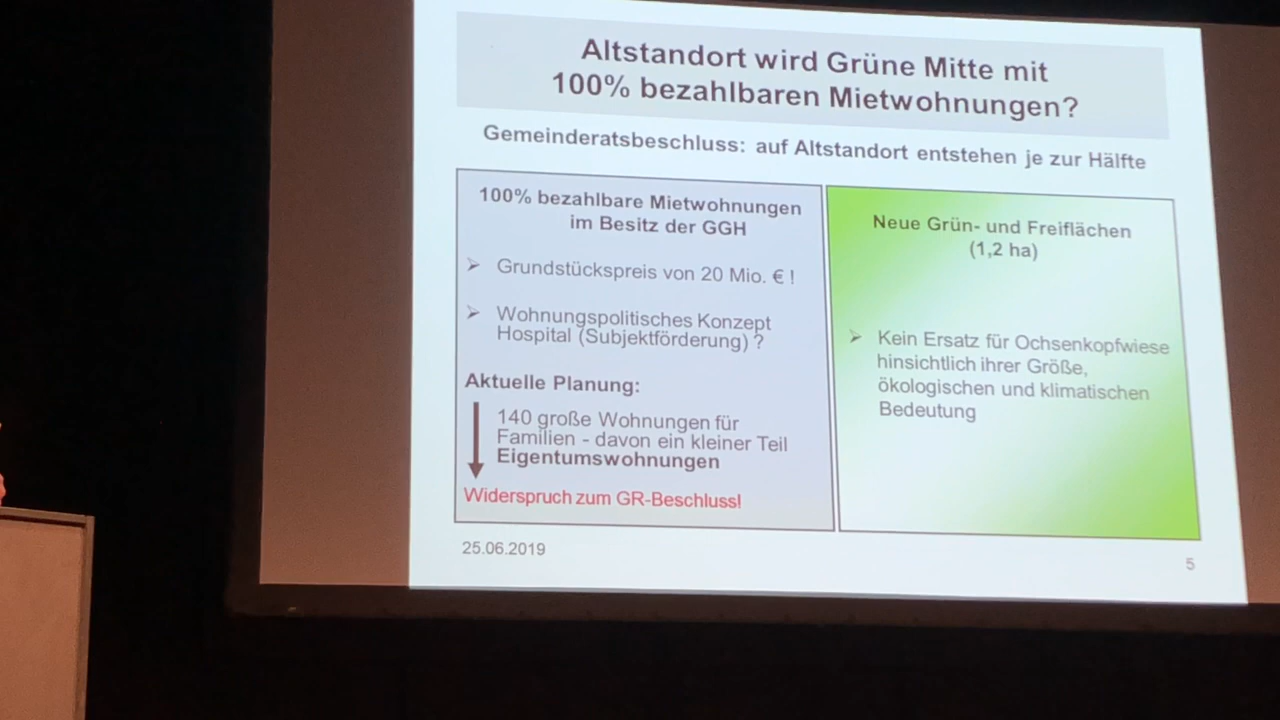 Altstandort wird Grüne Mitte mit
100% bezahlbaren Mietwohnungen?
Gemeinderatsbeschluss: auf Altstandort entstehen je zur Hälfte
100% bezahlbare Mietwohnungen
im Besitz der GGH
➢ Grundstückspreis von 20 Mio. € !
➢ Wohnungspolitisches Konzept
Hospital (Subjektförderung) ?
Aktuelle Planung:
140 große Wohnungen für
Familien - davon ein kleiner Teil
Eigentumswohnungen
Widerspruch zum GR-Beschluss!
Neue Grün- und Freiflächen
(1,2 ha)
➢ Kein Ersatz für Ochsenkopfwiese
hinsichtlich ihrer Größe,
ökologischen und klimatischen
Bedeutung
25.06.2019
5